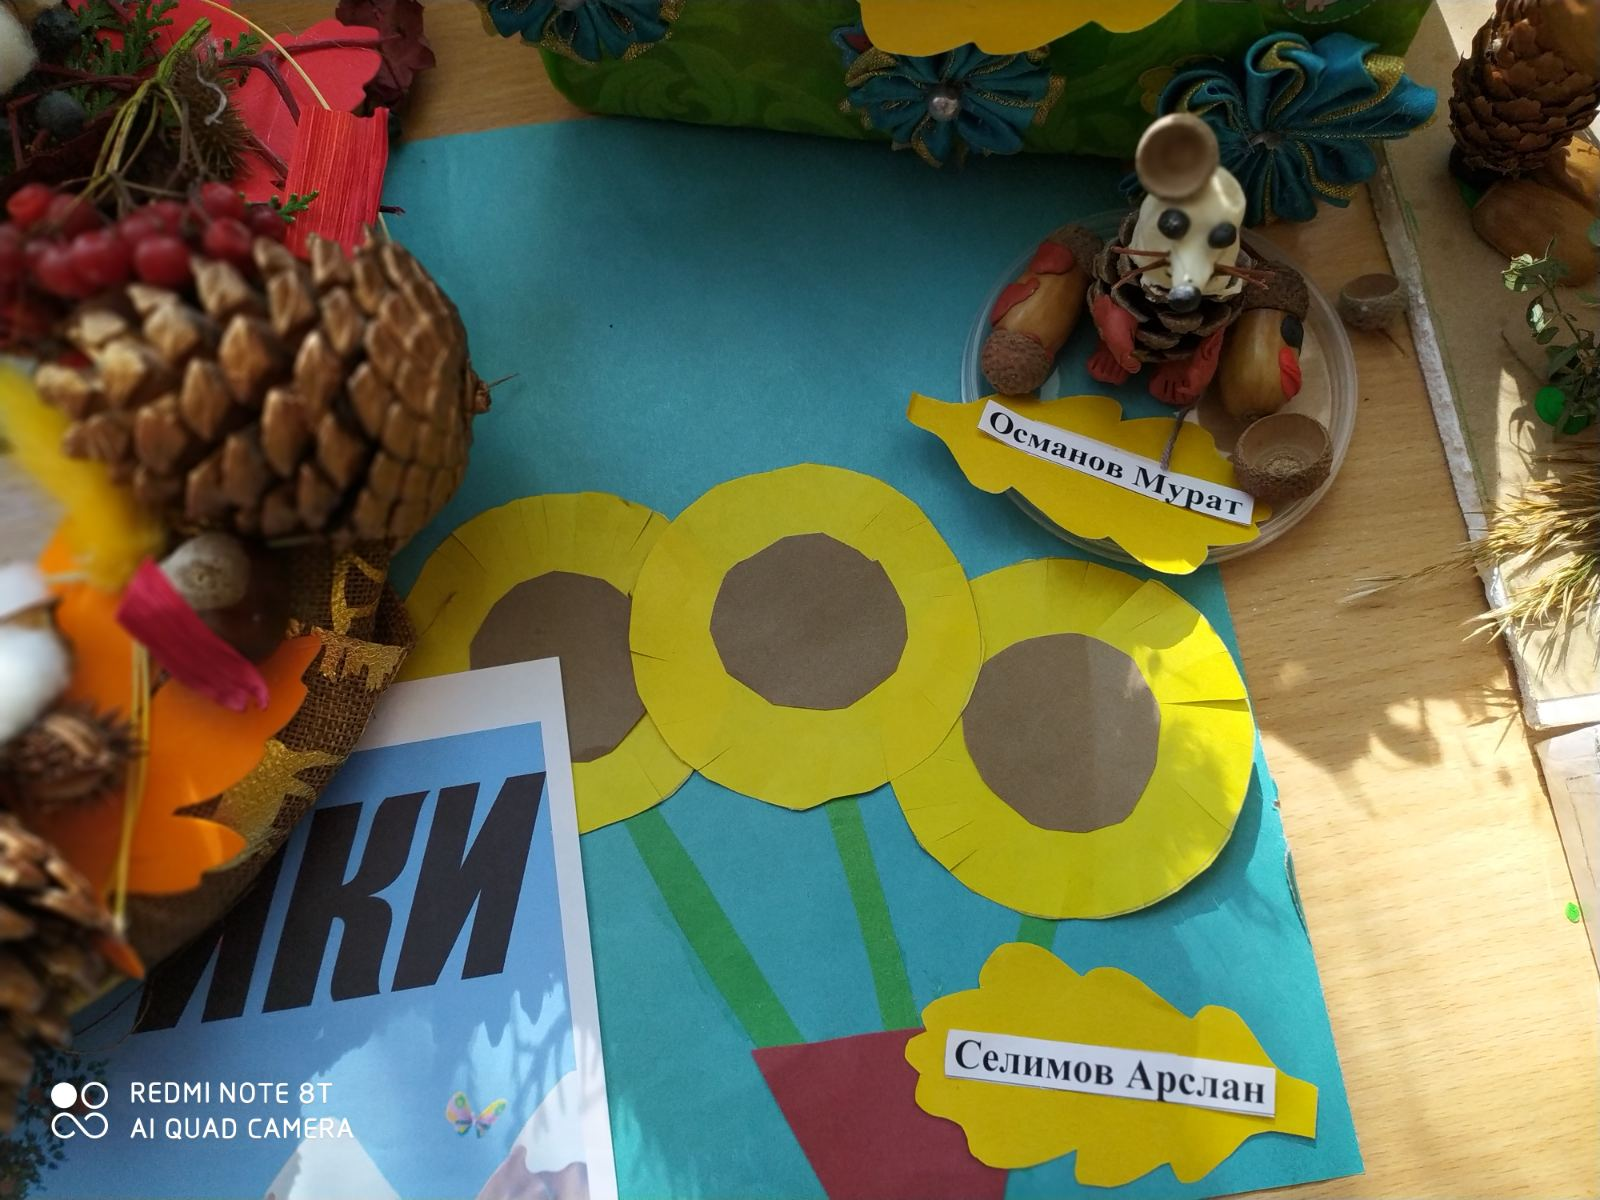 Османов Мурат
ики
Селимов Арслан
REDMI NOTE 8T
AI QUAD CAMERA